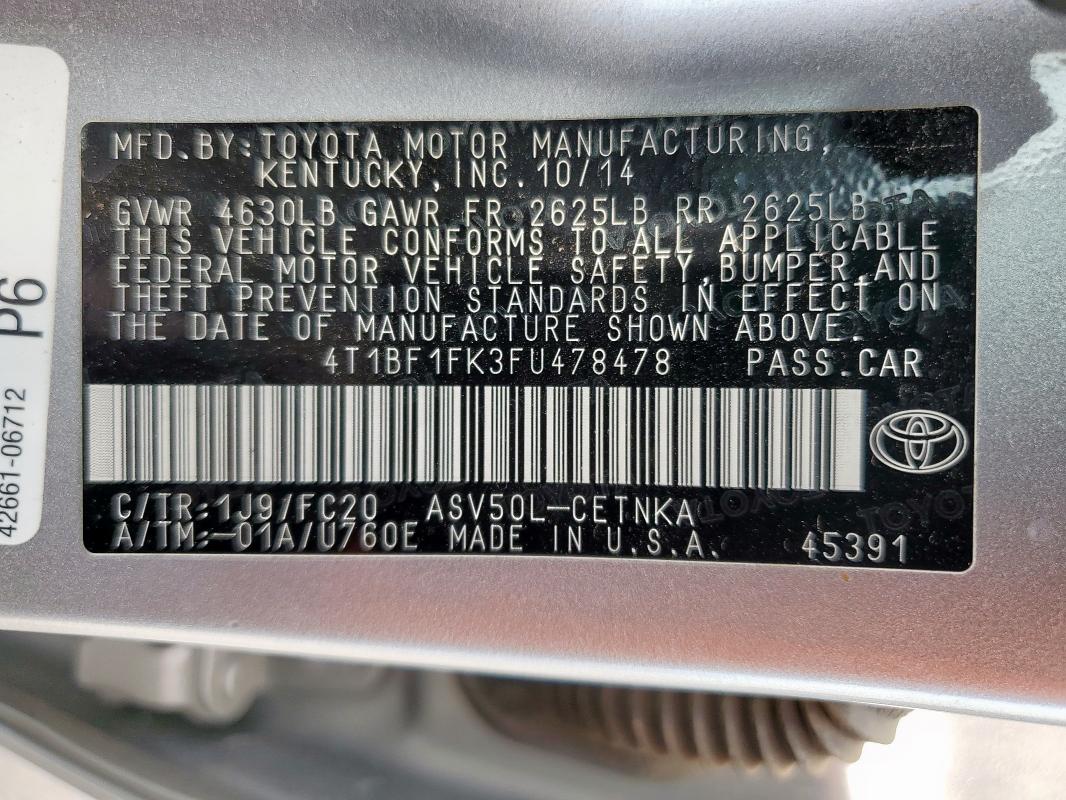 MFD.BY:TOYOTA MOTOR MANUFACTURING,
KENTUCKY,INC.10/14
GVWR 4630LB GAWR FR 2625LB RR 2625LB
THIS VEHICLE CONFORMS TO ALL APPLICABLE
FEDERAL MOTOR VEHICLE SAFETY,BUMPER,AND
THEFT PREVENTION STANDARDS IN EFFECT ON
THE DATE OF MANUFACTURE SHOWN ABOVE.
4T1BF1FK3FU478478 PASS.CAR
C/TR:1J9/FC20 ASV50L-CETNKA
A/TM:-01A/U760E MADE IN U.S.A. 45391
42661-06712 P6